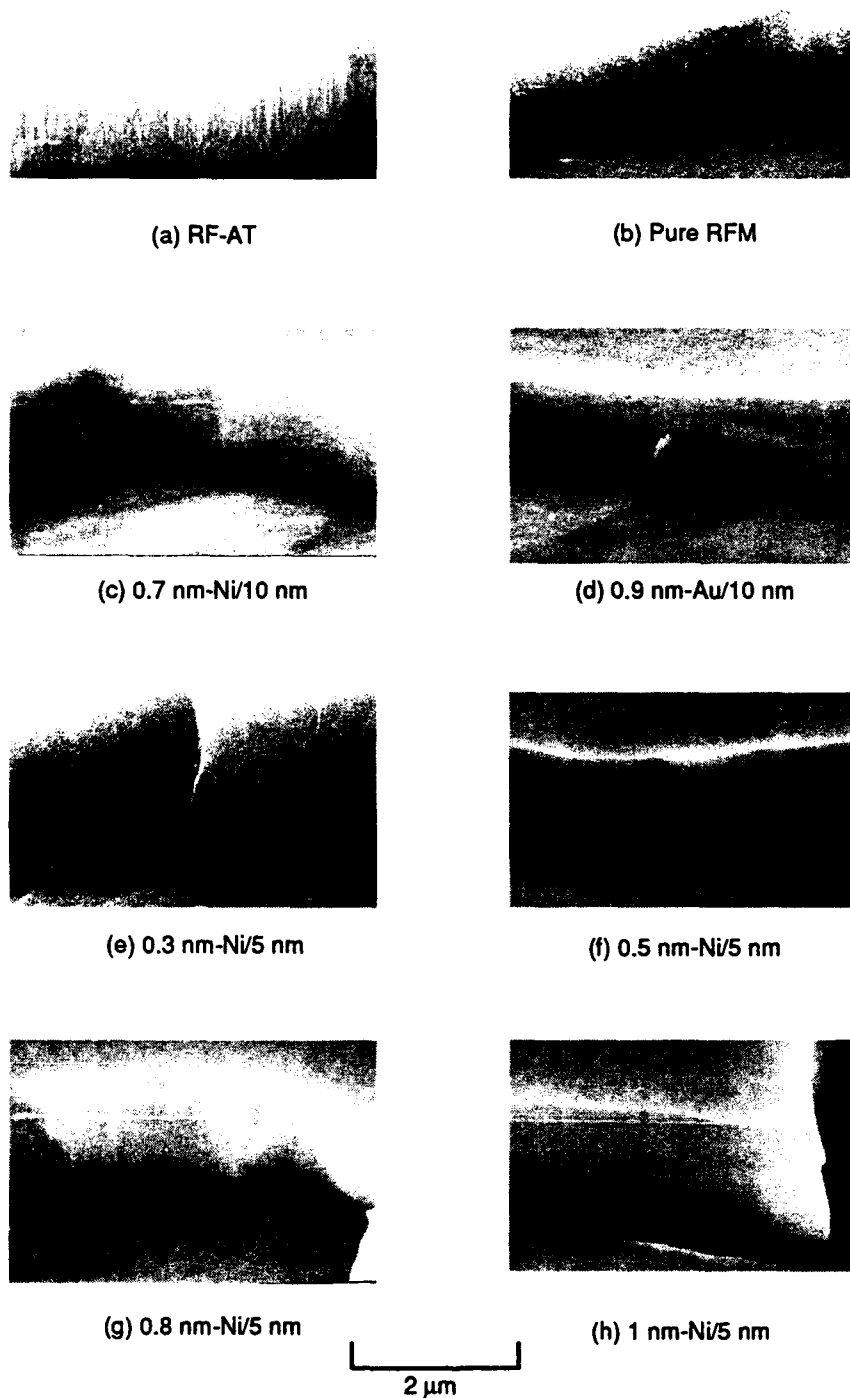 (a) RF-AT
(b) Pure RFM
(c) 0.7 nm-Ni/10 nm
(d) 0.9 nm-Au/10 nm
(e) 0.3 nm-Ni/5 nm
(f) 0.5 nm-Ni/5 nm
(g) 0.8 nm-Ni/5 nm
(h) 1 nm-Ni/5 nm
2 μm